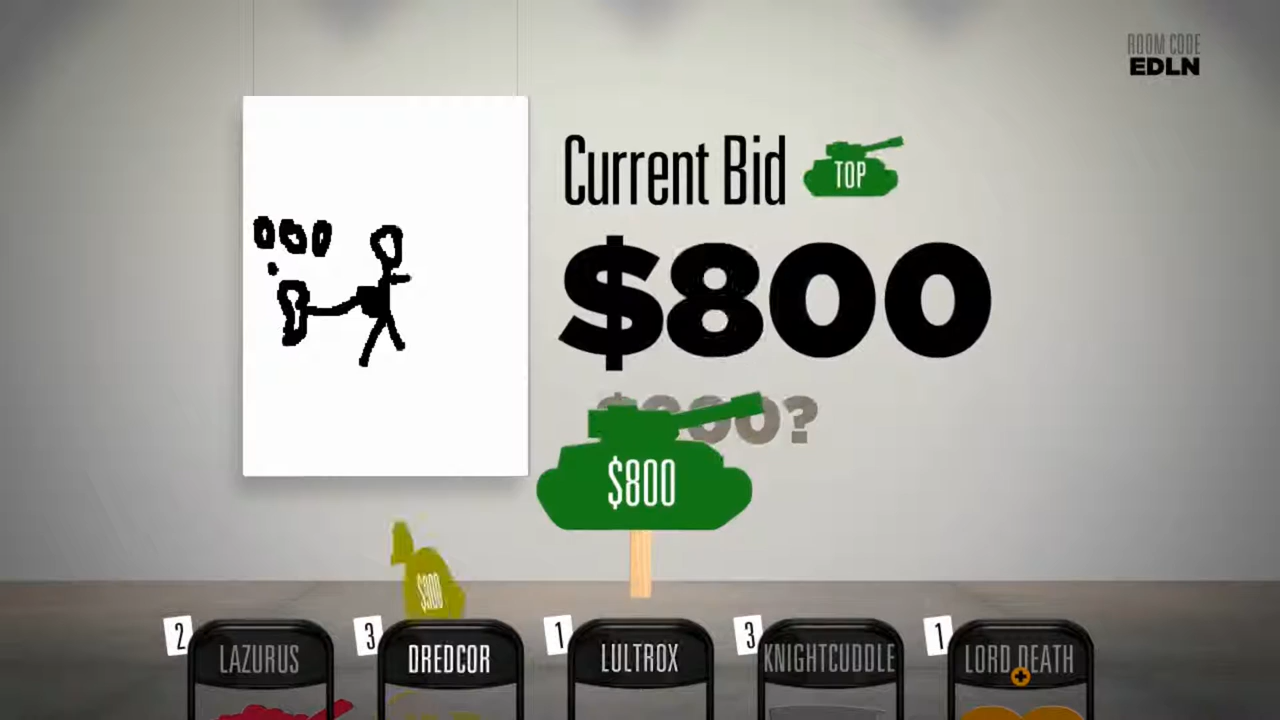 ROOM CODE
EDLN
Current Bid TOP
$800
$800
$300
2 3 1 3 1
LAZURUS DREDCOR LULTROX KNIGHTCUDDLE LORD DEATH